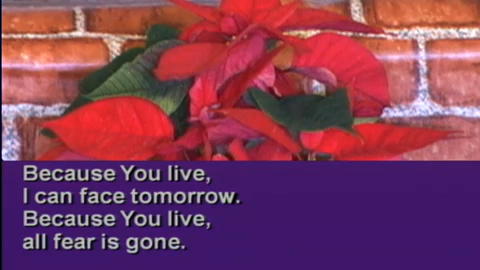 Because You live,
I can face tomorrow.
Because You live,
all fear is gone.